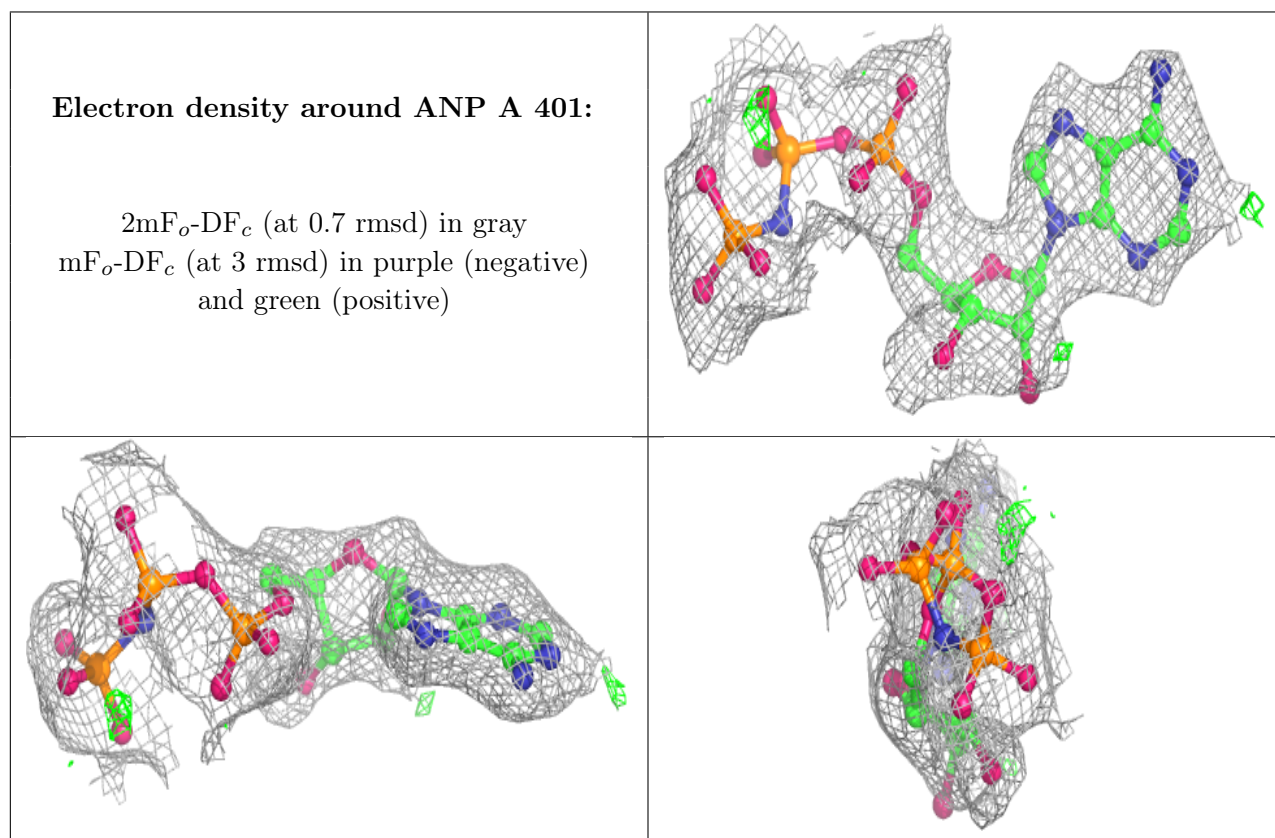 Electron density around ANP A 401:
2mFo-DFc (at 0.7 rmsd) in gray
mFo-DFc (at 3 rmsd) in purple (negative)
and green (positive)